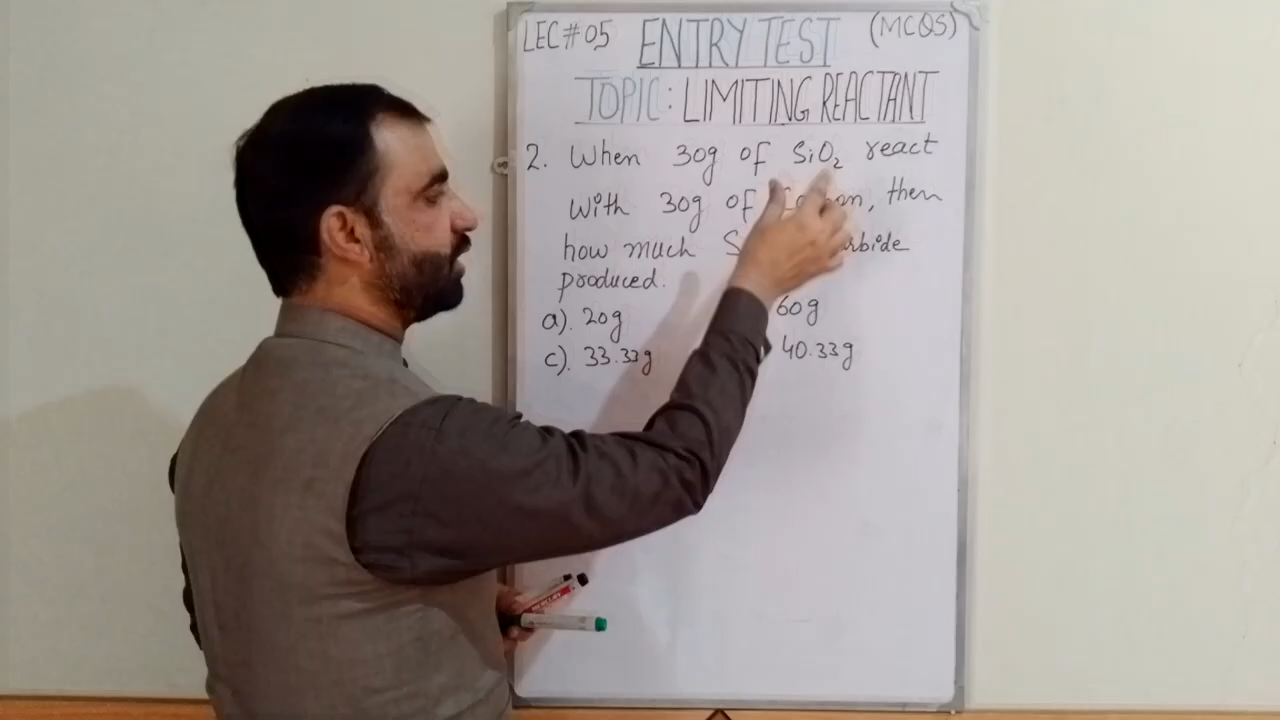 LEC#05 ENTRY TEST (MCQS)
TOPIC: LIMITING REACTANT
2. When 30g of SiO₂ react
with 30g of then
how much
produced.
a). 20g 60g
c). 33.33g 40.33g